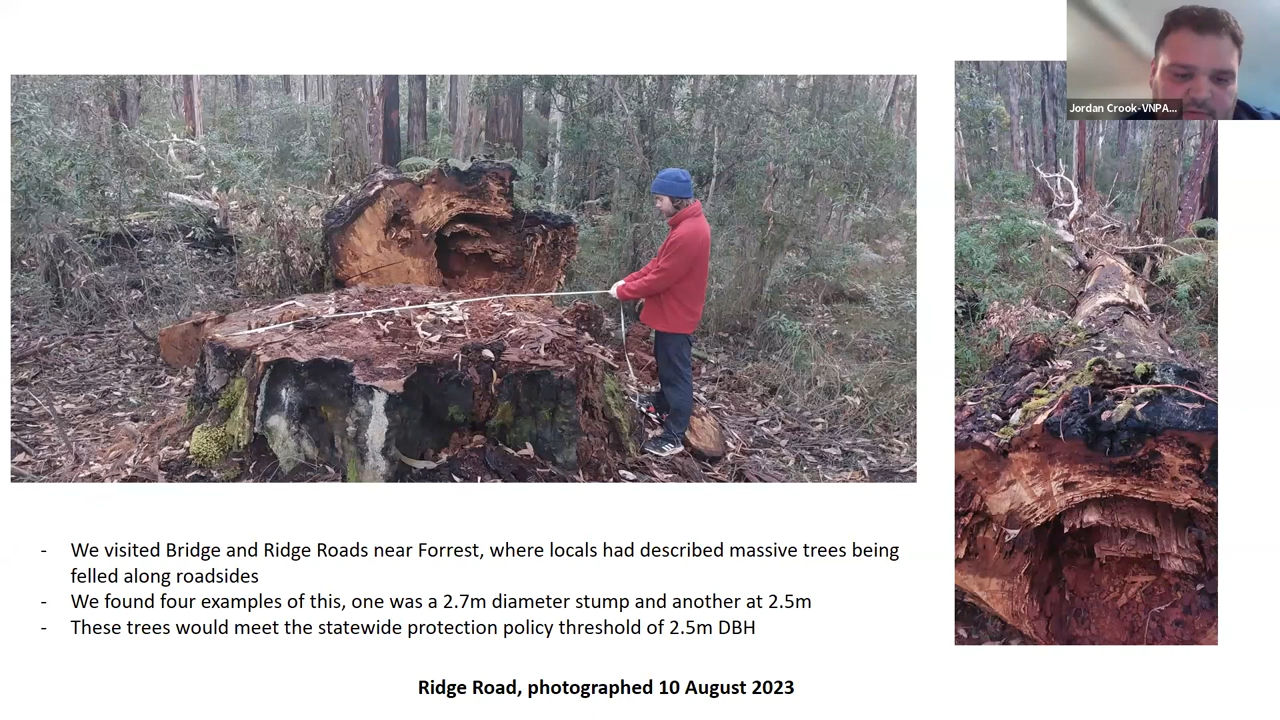 Jordan Crook-VNPA...
- We visited Bridge and Ridge Roads near Forrest, where locals had described massive trees being
felled along roadsides
- We found four examples of this, one was a 2.7m diameter stump and another at 2.5m
- These trees would meet the statewide protection policy threshold of 2.5m DBH
Ridge Road, photographed 10 August 2023